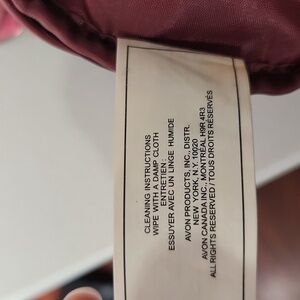 CLEANING INSTRUCTIONS
WIPE WITH A DAMP CLOTH
ENTRETIEN:
ESSUYER AVEC UN LINGE HUMIDE
AVON PRODUCTS, INC., DISTR.
NEW YORK, N.Y. 10020
AVON CANADA INC., MONTRÉAL H9R 4R3
ALL RIGHTS RESERVED / TOUS DROITS RÉSERVÉS